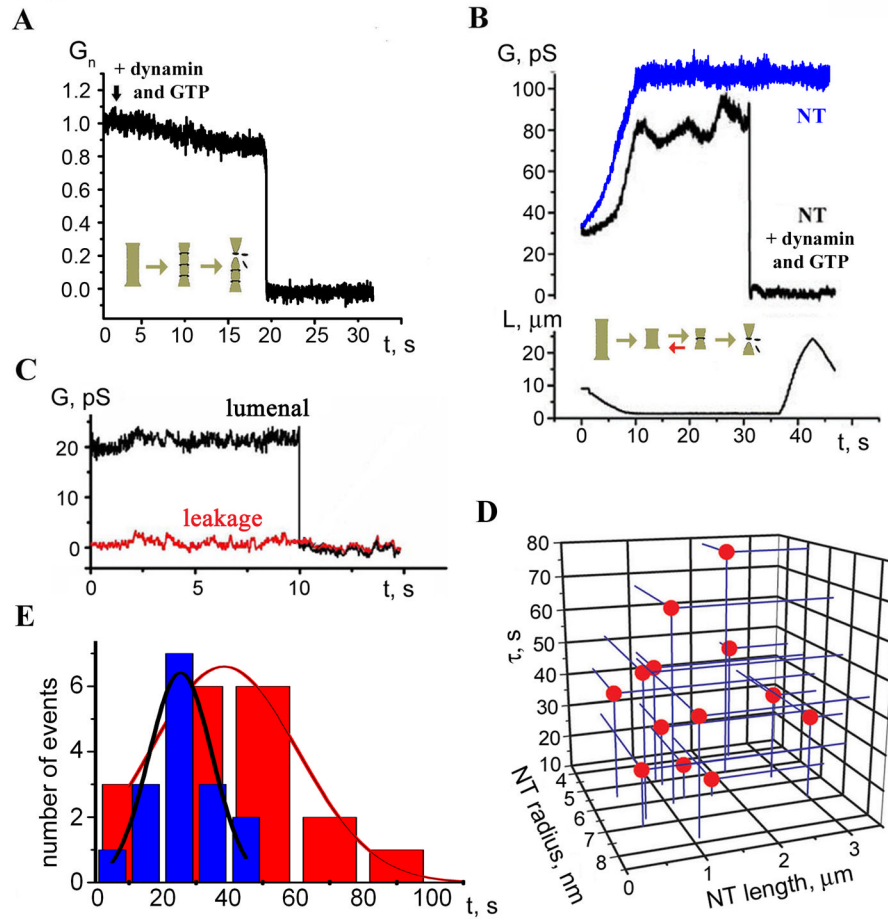 A
G_n
+ dynamin
and GTP
1.2
1.0
0.8
0.6
0.4
0.2
0.0
0 5 10 15 20 25 30
t, s
B
G, pS
100
80
60
40
20
0
NT
NT
+ dynamin
and GTP
L, μm
20
10
0
0 10 20 30 40
t, s
C
G, pS
20
10
0
lumenal
leakage
0 5 10
t, s
D
τ, s
80
70
60
50
40
30
20
10
4
5
6
7
8
NT radius, nm
0 1 2 3
NT length, μm
E
number of events
6
4
2
0
0 20 40 60 80 100
t, s